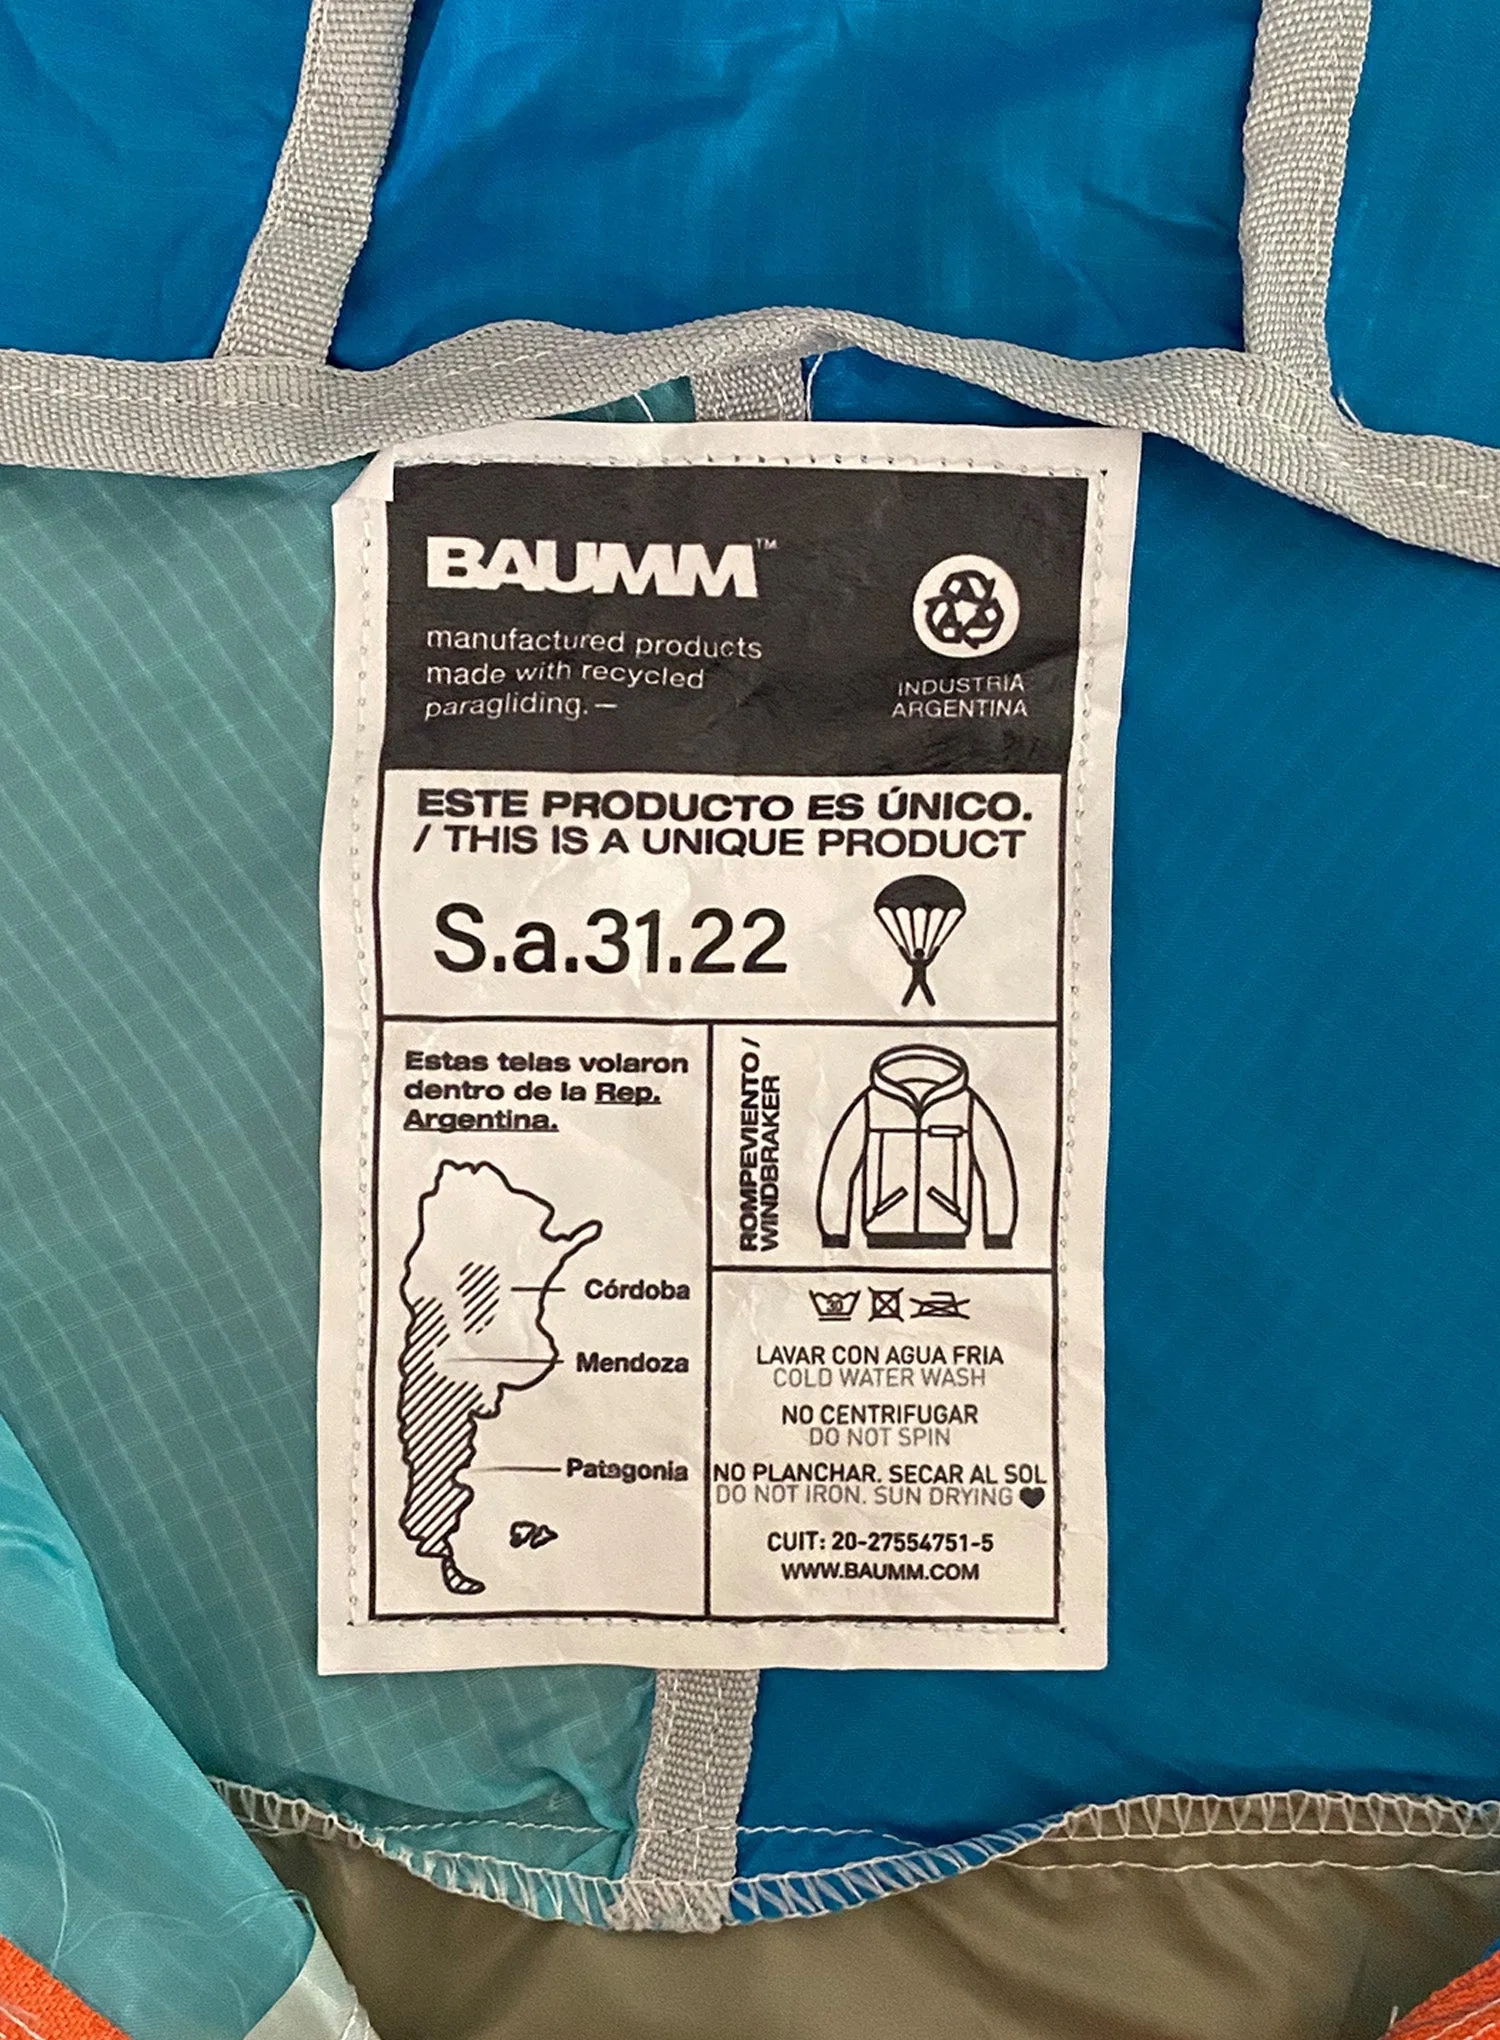 BAUMM™
manufactured products
made with recycled
paragliding.—
INDUSTRIA
ARGENTINA
ESTE PRODUCTO ES ÚNICO.
/ THIS IS A UNIQUE PRODUCT
S.a.31.22
Estas telas volaron
dentro de la Rep.
Argentina.
Córdoba
Mendoza
Patagonia
ROMPEVIENTO /
WINDBRAKER
30
LAVAR CON AGUA FRIA
COLD WATER WASH
NO CENTRIFUGAR
DO NOT SPIN
NO PLANCHAR. SECAR AL SOL
DO NOT IRON. SUN DRYING ♥
CUIT: 20-27554751-5
WWW.BAUMM.COM